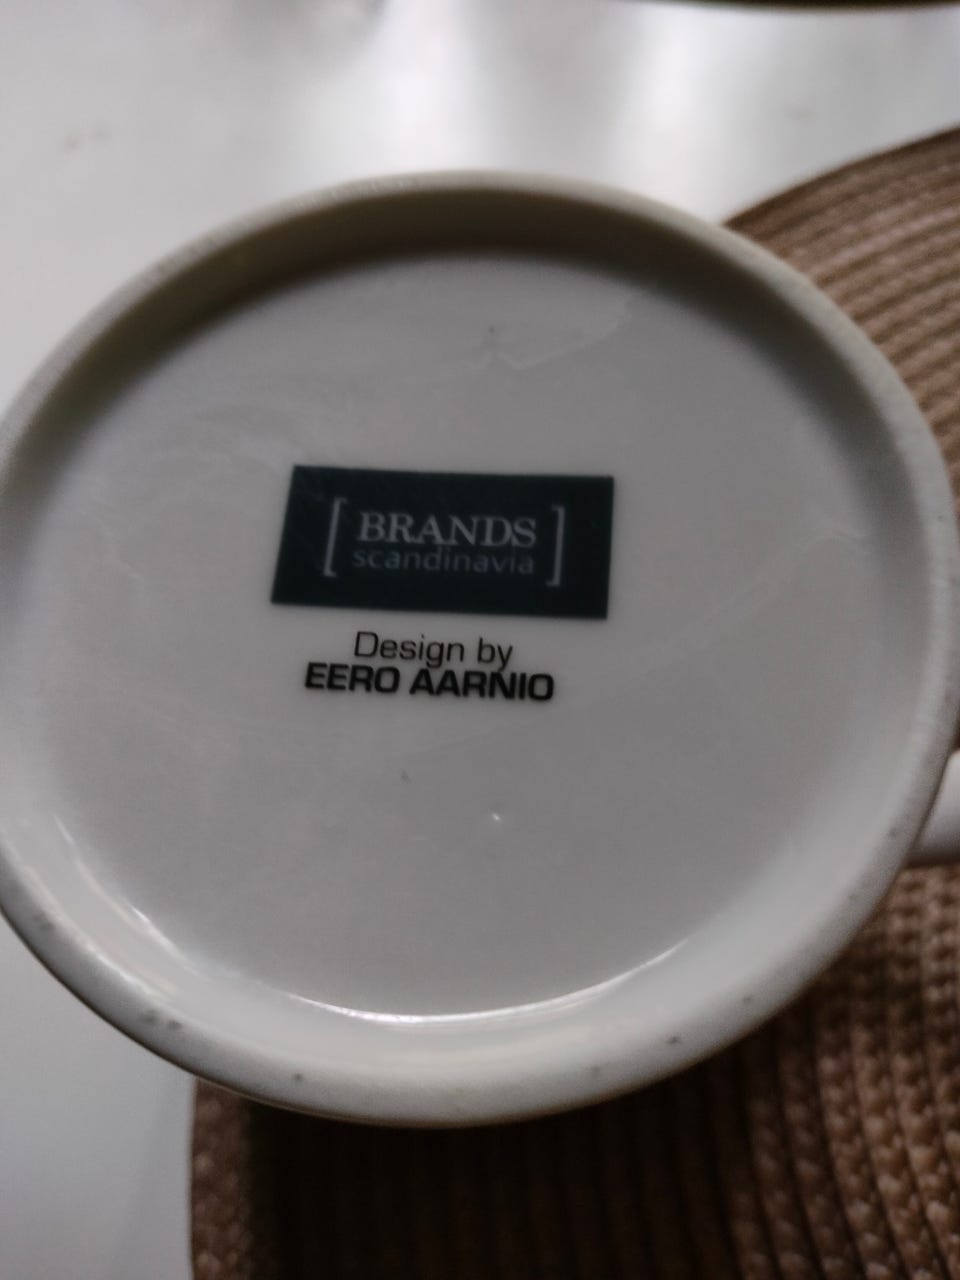 [BRANDS
scandinavia]
Design by
EERO AARNIO